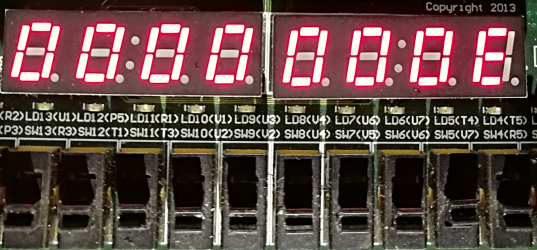 Copyright 2013
0000 000E
(R2) LD13(U1) LD12(P5) LD11(R1) LD10(V1) LD9(U3) LD8(V4) LD7(U6) LD6(U7) LD5(T4) LD4(T5)
(P3) SW13(R3) SW12(T1) SW11(T3) SW10(U2) SW9(V2) SW8(U4) SW7(V5) SW6(V6) SW5(V7) SW4(R5)